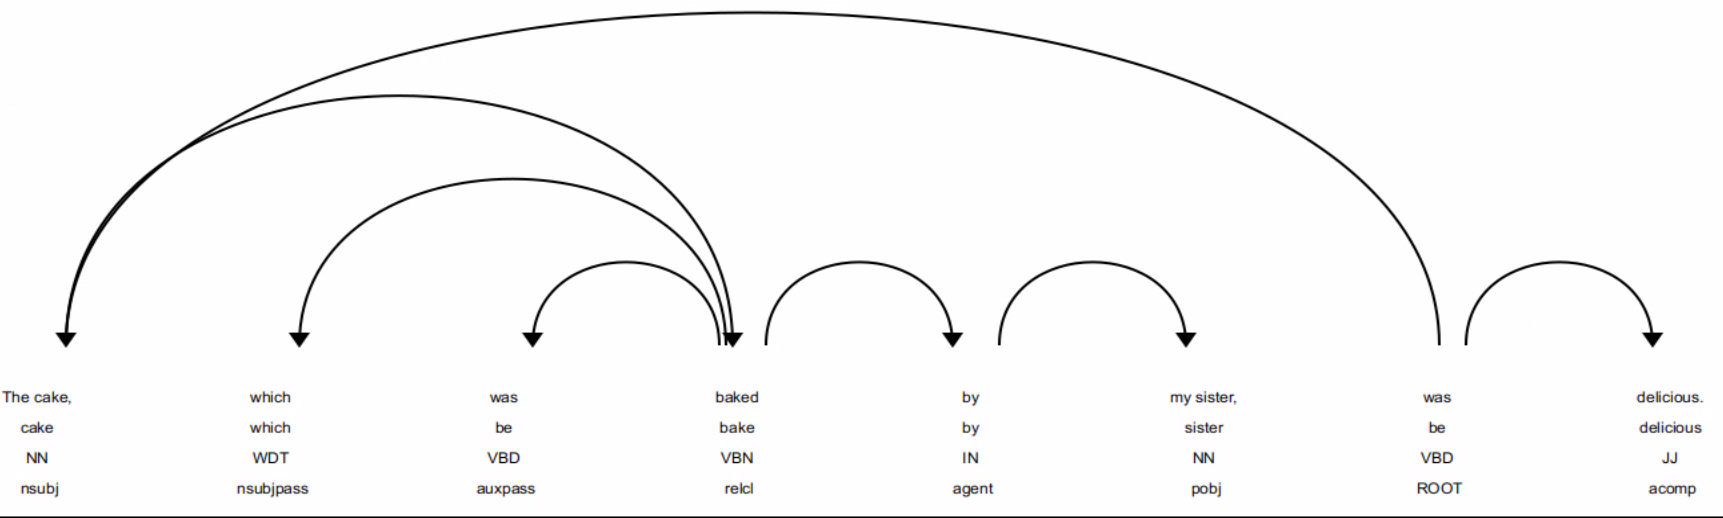 The cake, which was baked by my sister, was delicious.
cake which be bake by sister be delicious
NN WDT VBD VBN IN NN VBD JJ
nsubj nsubjpass auxpass relcl agent pobj ROOT acomp